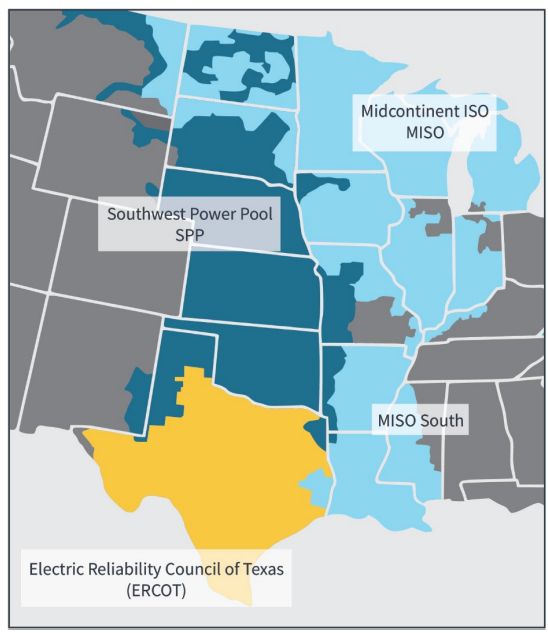 Midcontinent ISO
MISO
Southwest Power Pool
SPP
MISO South
Electric Reliability Council of Texas
(ERCOT)